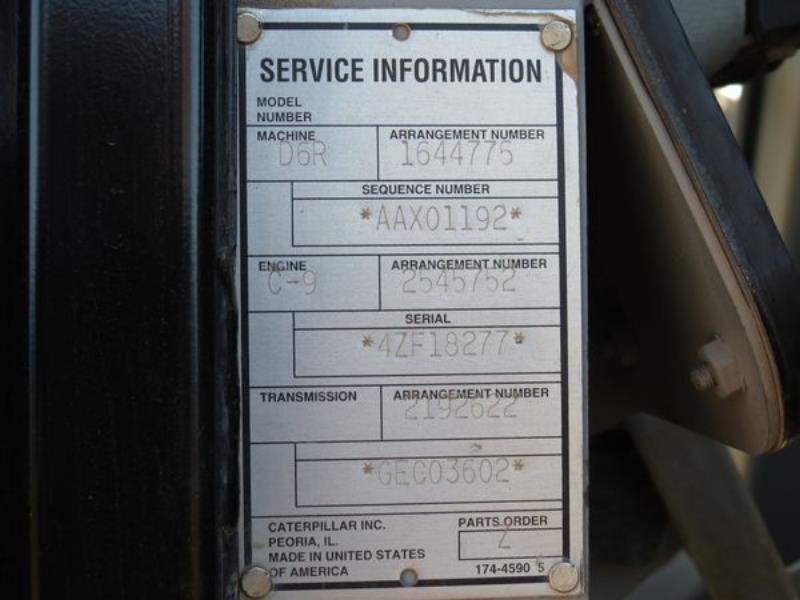 SERVICE INFORMATION
MODEL
NUMBER
MACHINE ARRANGEMENT NUMBER
D6R 1644775
SEQUENCE NUMBER
*AAX01192*
ENGINE ARRANGEMENT NUMBER
C-9 2545752
SERIAL
*4ZF18277*
TRANSMISSION ARRANGEMENT NUMBER
2192622
*GEC03602*
CATERPILLAR INC. PARTS ORDER
PEORIA, IL. Z
MADE IN UNITED STATES
OF AMERICA 174-4590 5